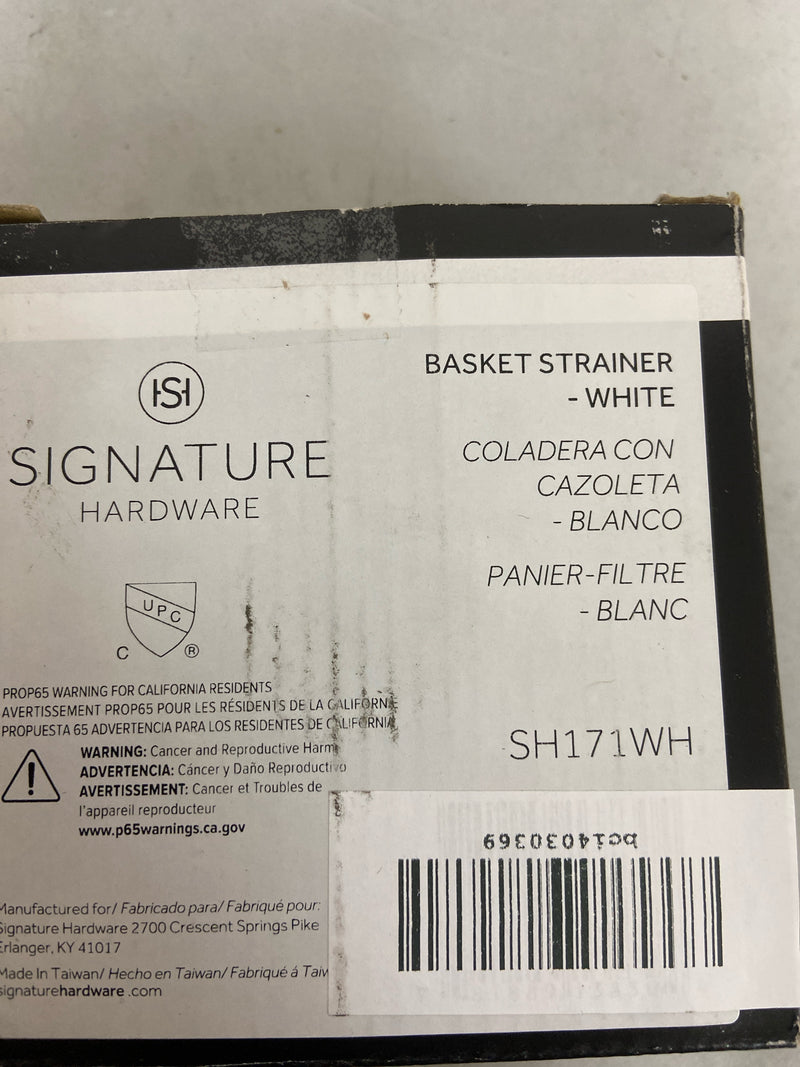 HS
SIGNATURE
HARDWARE
UPC
C ®
PROP65 WARNING FOR CALIFORNIA RESIDENTS
AVERTISSEMENT PROP65 POUR LES RÉSIDENTS DE LA CALIFORNIE
PROPUESTA 65 ADVERTENCIA PARA LOS RESIDENTES DE CALIFORNIA
WARNING: Cancer and Reproductive Harm
ADVERTENCIA: Cáncer y Daño Reproductivo
AVERTISSEMENT: Cancer et Troubles de
l'appareil reproducteur
www.p65warnings.ca.gov
Manufactured for/ Fabricado para/ Fabriqué pour:
Signature Hardware 2700 Crescent Springs Pike
Erlanger, KY 41017
Made In Taiwan/ Hecho en Taiwan/ Fabriqué á Taiw
signaturehardware .com
BASKET STRAINER
- WHITE
COLADERA CON
CAZOLETA
- BLANCO
PANIER-FILTRE
- BLANC
SH171WH
bc14030369